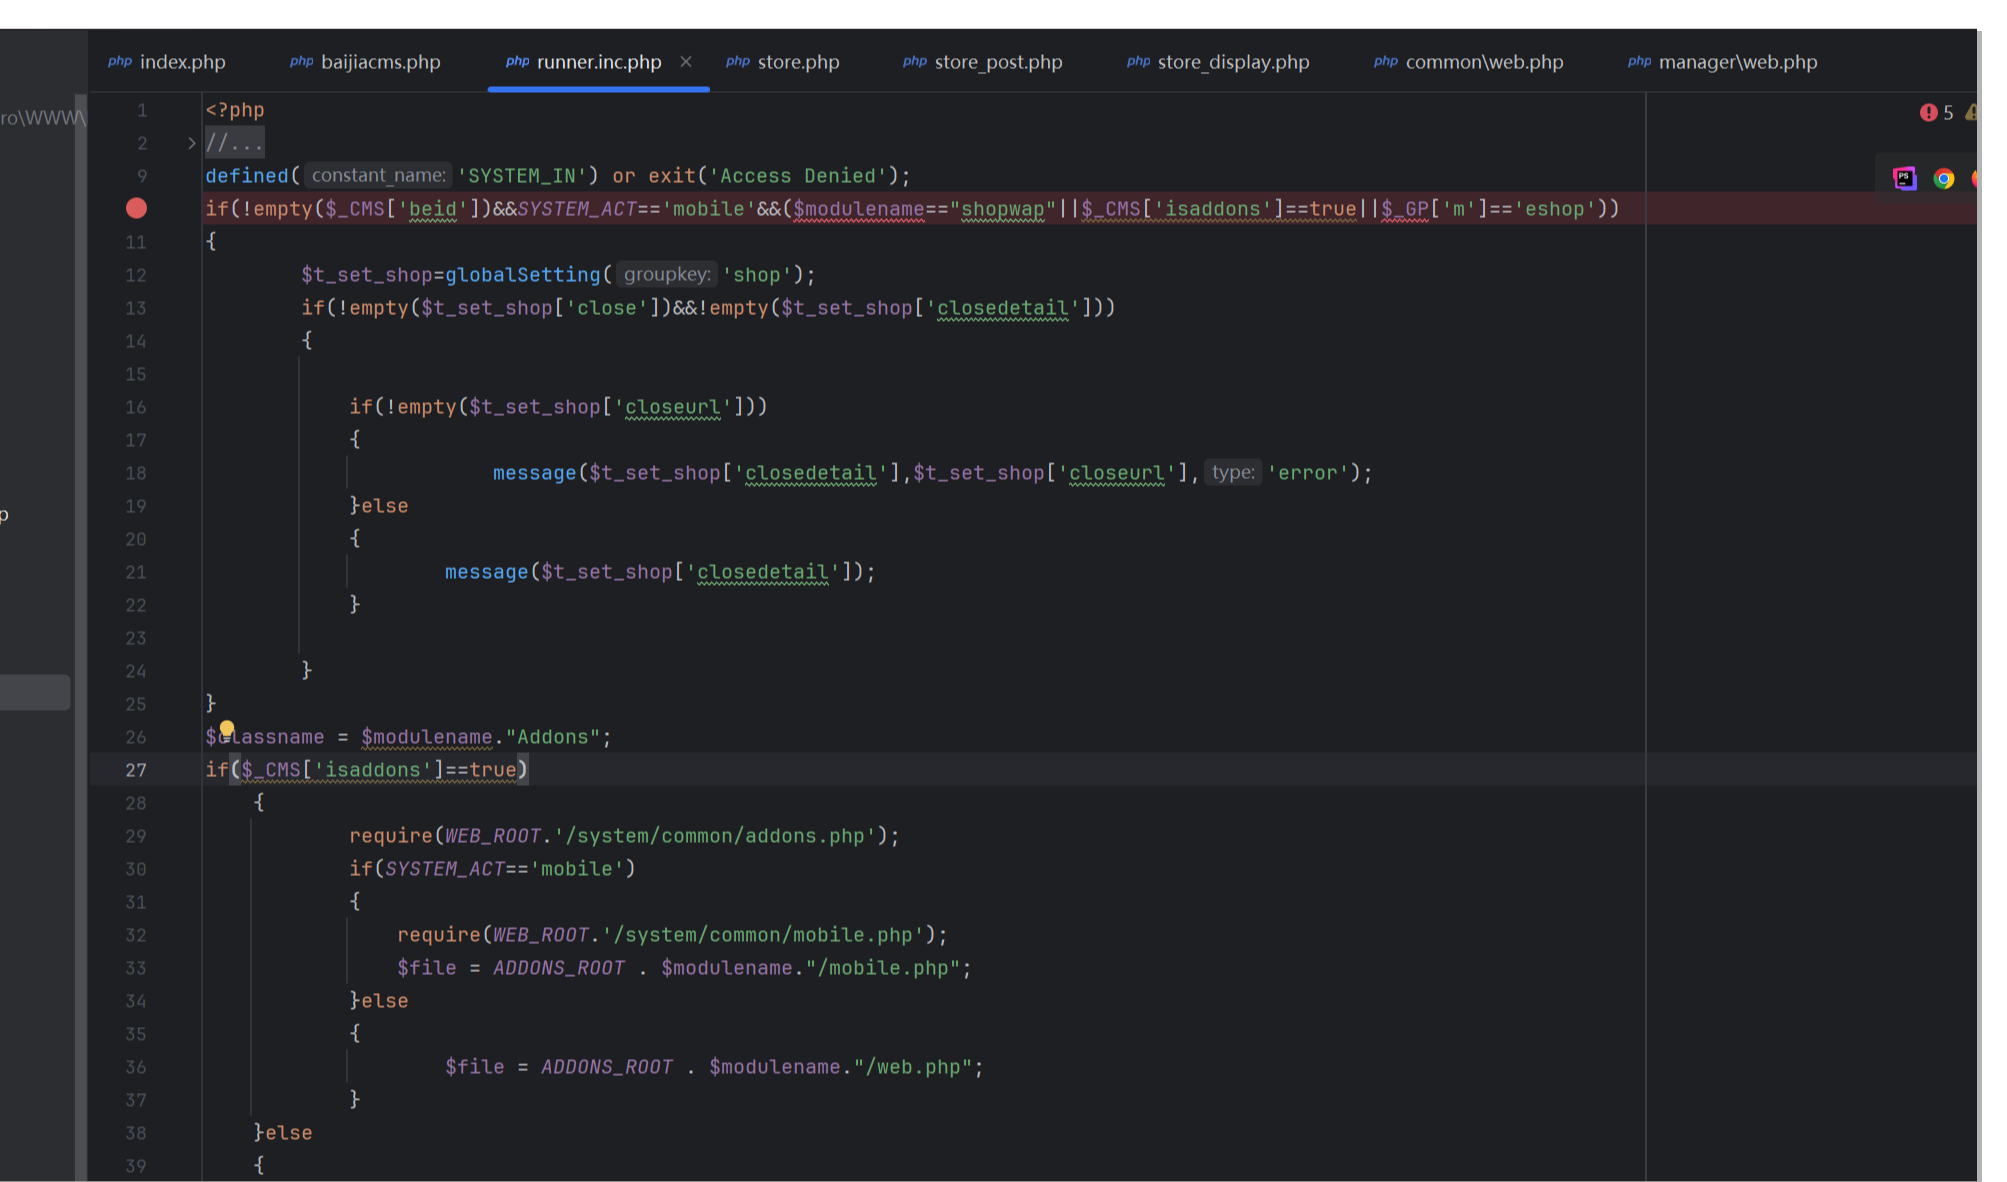 php index.php php baijiacms.php php runner.inc.php × php store.php php store_post.php php store_display.php php common\web.php php manager\web.php
ro\WWW\
5
p
1 <?php
2 //...
9 defined( constant_name: 'SYSTEM_IN') or exit('Access Denied');
if(!empty($_CMS['beid'])&&SYSTEM_ACT=='mobile'&&($modulename=="shopwap"||$_CMS['isaddons']==true||$_GP['m']=='eshop'))
11 {
12 $t_set_shop=globalSetting( groupkey: 'shop');
13 if(!empty($t_set_shop['close'])&&!empty($t_set_shop['closedetail']))
14 {
15
16 if(!empty($t_set_shop['closeurl']))
17 {
18 message($t_set_shop['closedetail'],$t_set_shop['closeurl'], type: 'error');
19 }else
20 {
21 message($t_set_shop['closedetail']);
22 }
23
24 }
25 }
26 $classname = $modulename."Addons";
27 if($_CMS['isaddons']==true)
28 {
29 require(WEB_ROOT.'/system/common/addons.php');
30 if(SYSTEM_ACT=='mobile')
31 {
32 require(WEB_ROOT.'/system/common/mobile.php');
33 $file = ADDONS_ROOT . $modulename."/mobile.php";
34 }else
35 {
36 $file = ADDONS_ROOT . $modulename."/web.php";
37 }
38 }else
39 {